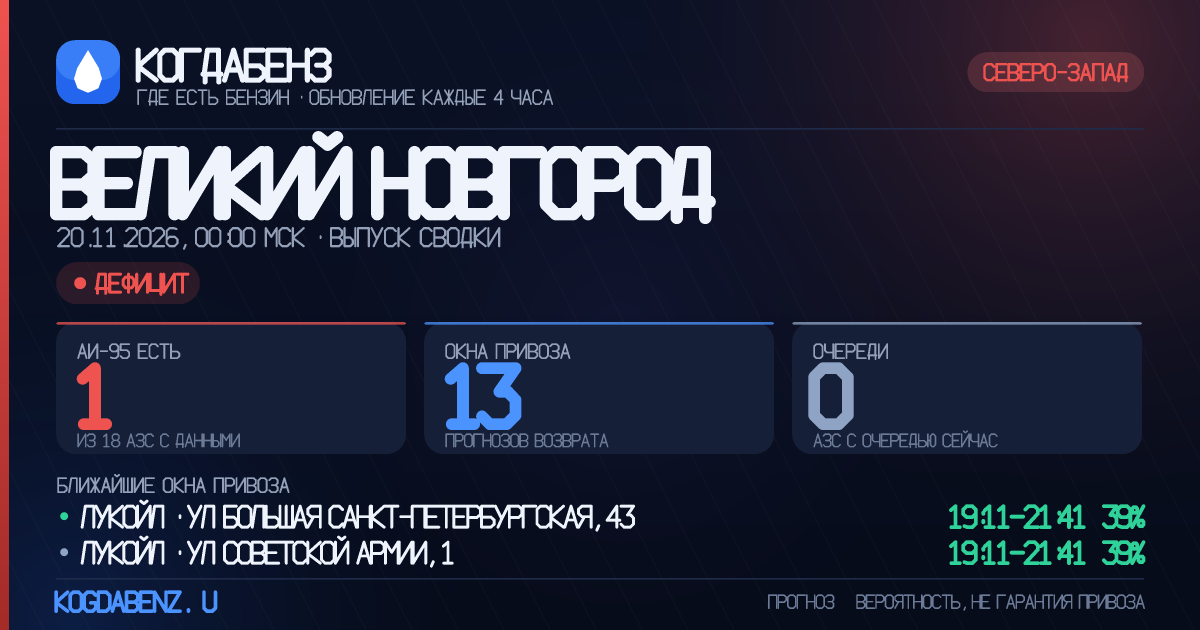 КОГДАБЕНЗ
ГДЕ ЕСТЬ БЕНЗИН · ОБНОВЛЕНИЕ КАЖДЫЕ 4 ЧАСА
СЕВЕРО-ЗАПАД
ВЕЛИКИЙ НОВГОРОД
20.11 2026, 00:00 МСК · ВЫПУСК СВОДКИ
ДЕФИЦИТ
АИ-95 ЕСТЬ
1
ИЗ 18 АЗС С ДАННЫМИ
ОКНА ПРИВОЗА
13
ПРОГНОЗОВ ВОЗВРАТА
ОЧЕРЕДИ
0
АЗС С ОЧЕРЕДЬЮ СЕЙЧАС
БЛИЖАЙШИЕ ОКНА ПРИВОЗА
• ЛУКОЙЛ · УЛ БОЛЬШАЯ САНКТ-ПЕТЕРБУРГСКАЯ, 43 19:11-21:41 39%
• ЛУКОЙЛ · УЛ СОВЕТСКОЙ АРМИИ, 1 19:11-21:41 39%
KOGDABENZ. U
ПРОГНОЗ ВЕРОЯТНОСТЬ, НЕ ГАРАНТИЯ ПРИВОЗА